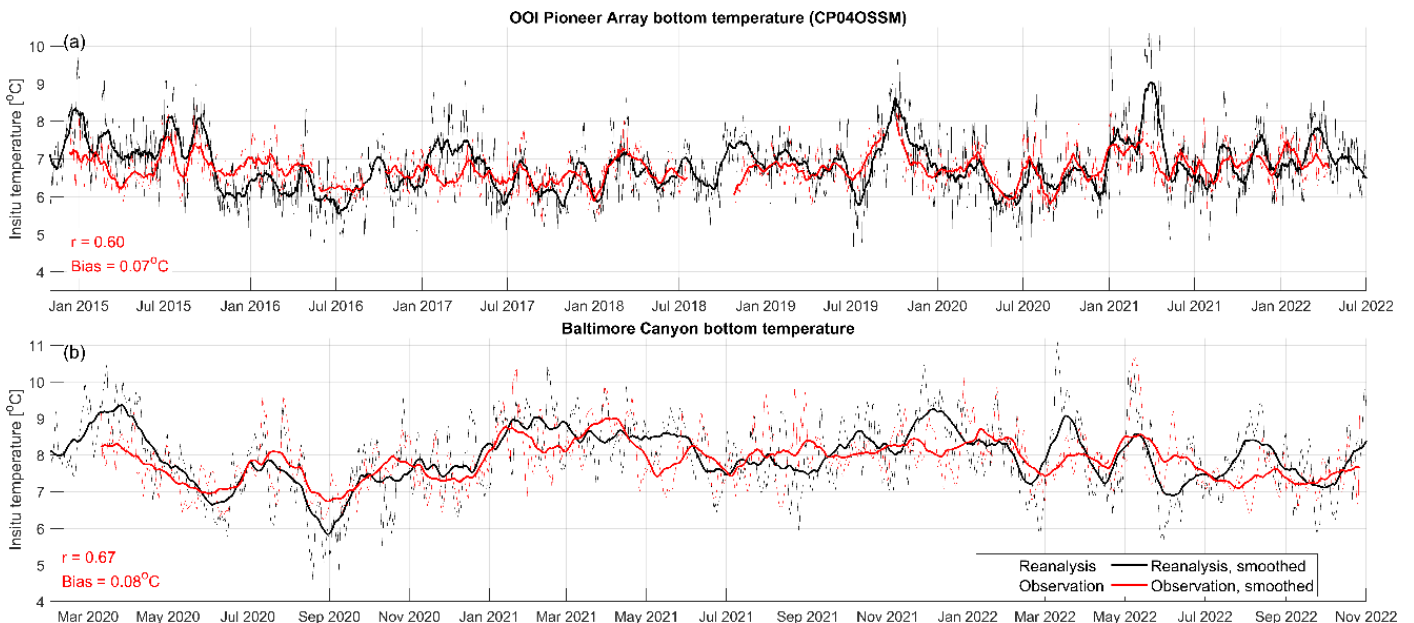 OOI Pioneer Array bottom temperature (CP04OSSM)
(a)
Insitu temperature [°C]
10
9
8
7
6
5
4
r = 0.60
Bias = 0.07°C
Jan 2015 Jul 2015 Jan 2016 Jul 2016 Jan 2017 Jul 2017 Jan 2018 Jul 2018 Jan 2019 Jul 2019 Jan 2020 Jul 2020 Jan 2021 Jul 2021 Jan 2022 Jul 2022
Baltimore Canyon bottom temperature
(b)
Insitu temperature [°C]
11
10
9
8
7
6
5
4
r = 0.67
Bias = 0.08°C
Reanalysis Reanalysis, smoothed
Observation Observation, smoothed
Mar 2020 May 2020 Jul 2020 Sep 2020 Nov 2020 Jan 2021 Mar 2021 May 2021 Jul 2021 Sep 2021 Nov 2021 Jan 2022 Mar 2022 May 2022 Jul 2022 Sep 2022 Nov 2022